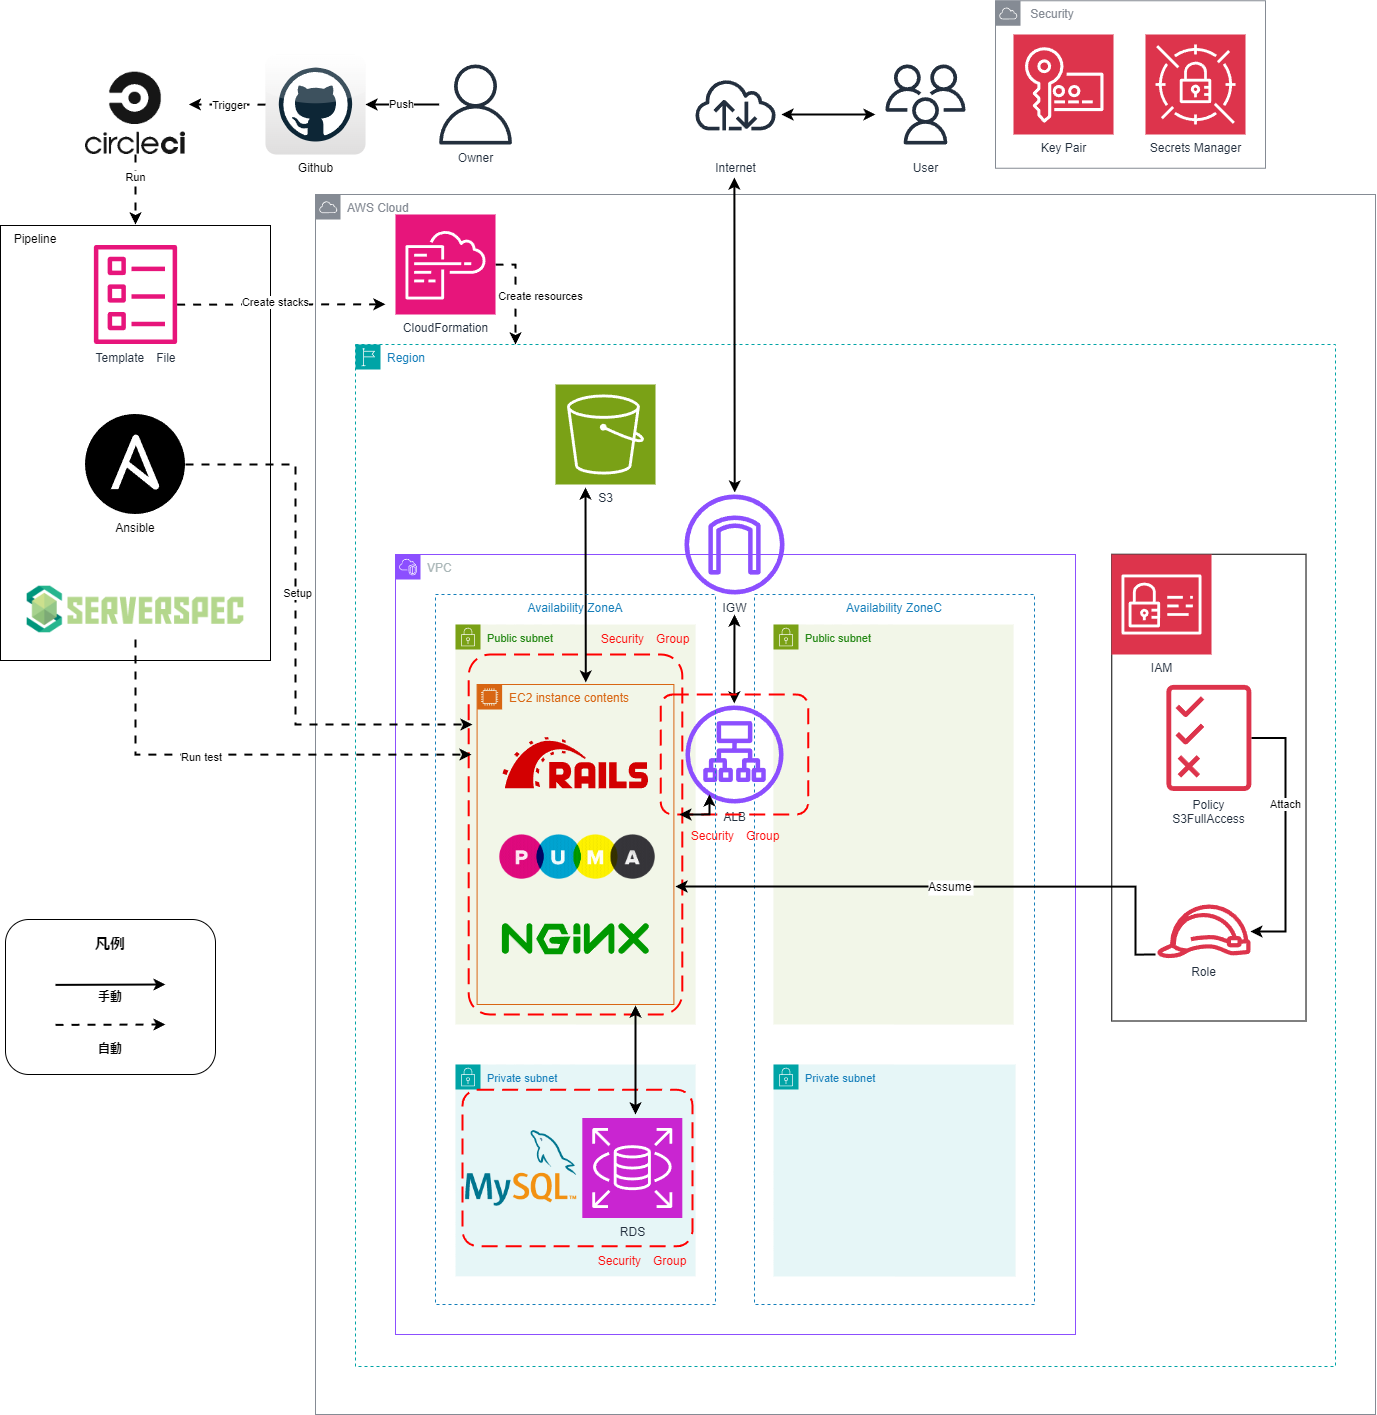 Security
Key Pair
Secrets Manager
circleci
Trigger
Github
Push
Owner
Internet
User
Run
Pipeline
Template File
Create stacks
Ansible
SERVERSPEC
Setup
Run test
AWS Cloud
CloudFormation
Create resources
Region
S3
VPC
IGW
Availability ZoneA
Availability ZoneC
Public subnet
Security Group
Public subnet
EC2 instance contents
RAILS
PUMA
NGiNX
ALB
Security Group
IAM
Policy
S3FullAccess
Attach
Assume
Role
凡例
手動
自動
Private subnet
Private subnet
MySQL™
RDS
Security Group